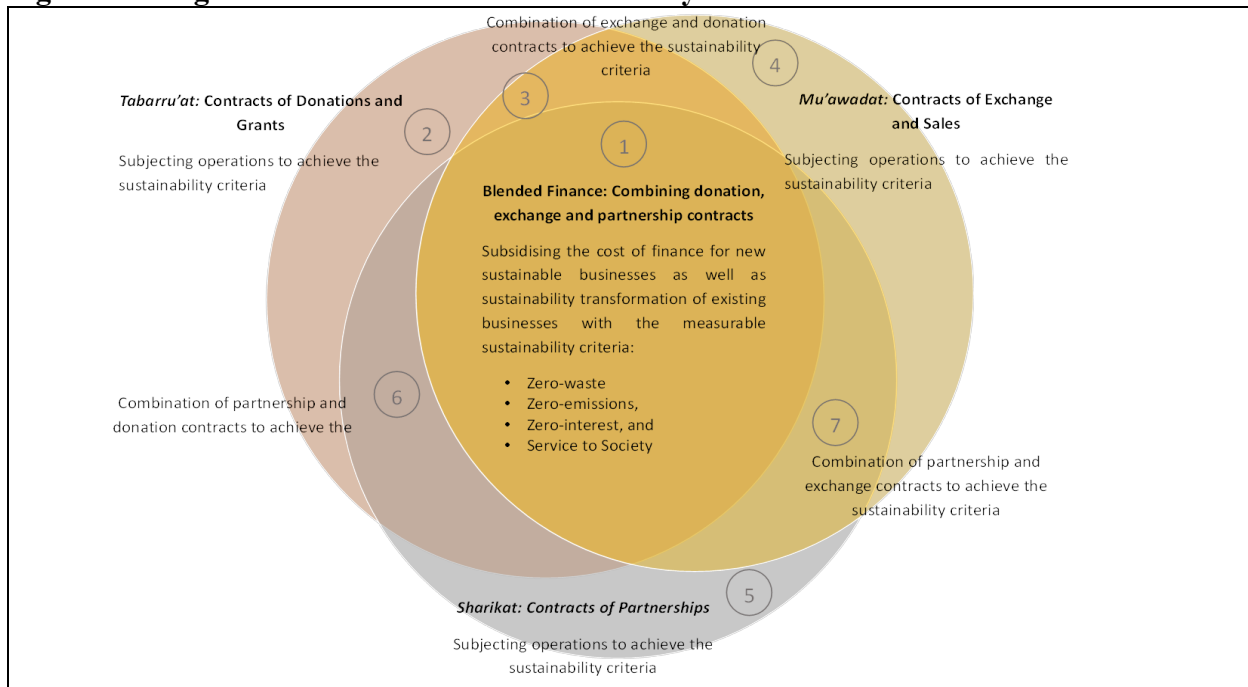 Combination of exchange and donation
contracts to achieve the sustainability
criteria
4
3
Tabarru’at: Contracts of Donations and
Grants
2
Subjecting operations to achieve the
sustainability criteria
Mu’awadat: Contracts of Exchange
and Sales
Subjecting operations to achieve the
sustainability criteria
1
Blended Finance: Combining donation,
exchange and partnership contracts
Subsidising the cost of finance for new
sustainable businesses as well as
sustainability transformation of existing
businesses with the measurable
sustainability criteria:
• Zero-waste
• Zero-emissions,
• Zero-interest, and
• Service to Society
6
Combination of partnership and
donation contracts to achieve the
7
Combination of partnership and
exchange contracts to achieve the
sustainability criteria
5
Sharikat: Contracts of Partnerships
Subjecting operations to achieve the
sustainability criteria